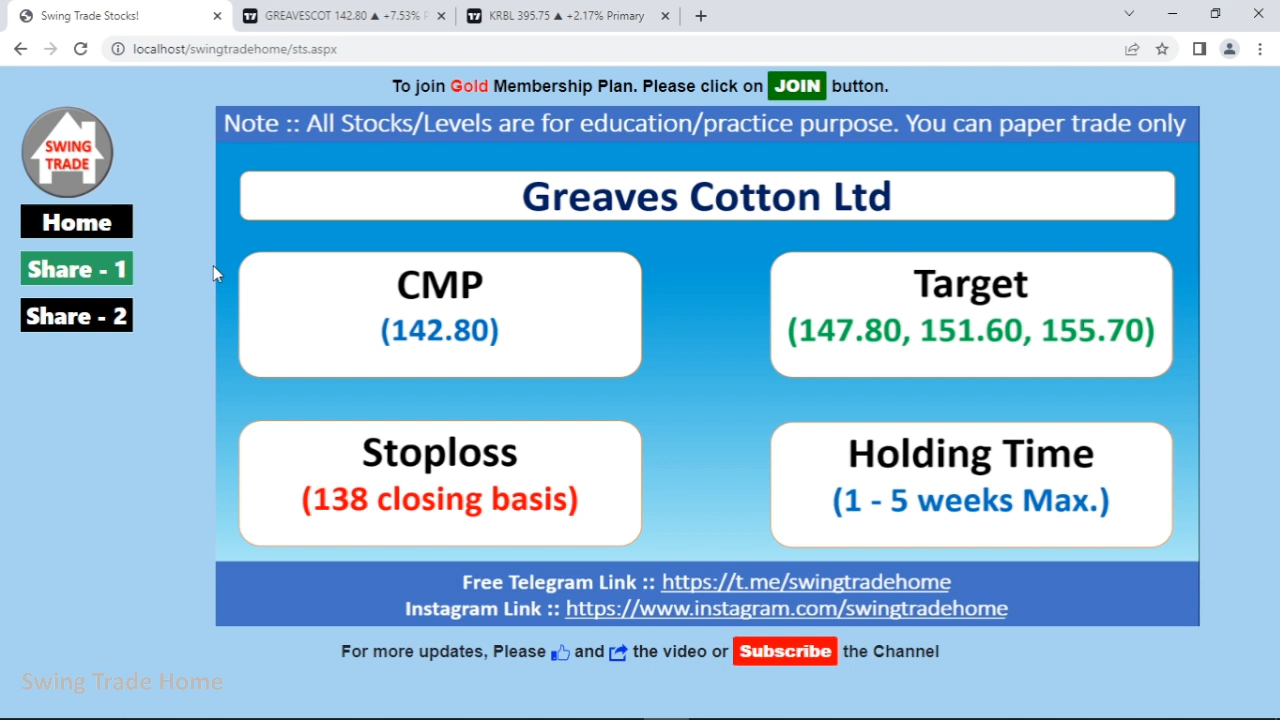 Swing Trade Stocks!
GREAVESCOT 142.80 ▲ +7.53%
KRBL 395.75 ▲ +2.17% Primary
localhost/swingtradehome/sts.aspx
To join Gold Membership Plan. Please click on JOIN button.
SWING
TRADE
Home
Share - 1
Share - 2
Note :: All Stocks/Levels are for education/practice purpose. You can paper trade only
Greaves Cotton Ltd
CMP
(142.80)
Target
(147.80, 151.60, 155.70)
Stoploss
(138 closing basis)
Holding Time
(1 - 5 weeks Max.)
Free Telegram Link :: https://t.me/swingtradehome
Instagram Link :: https://www.instagram.com/swingtradehome
For more updates, Please and the video or Subscribe the Channel
Swing Trade Home